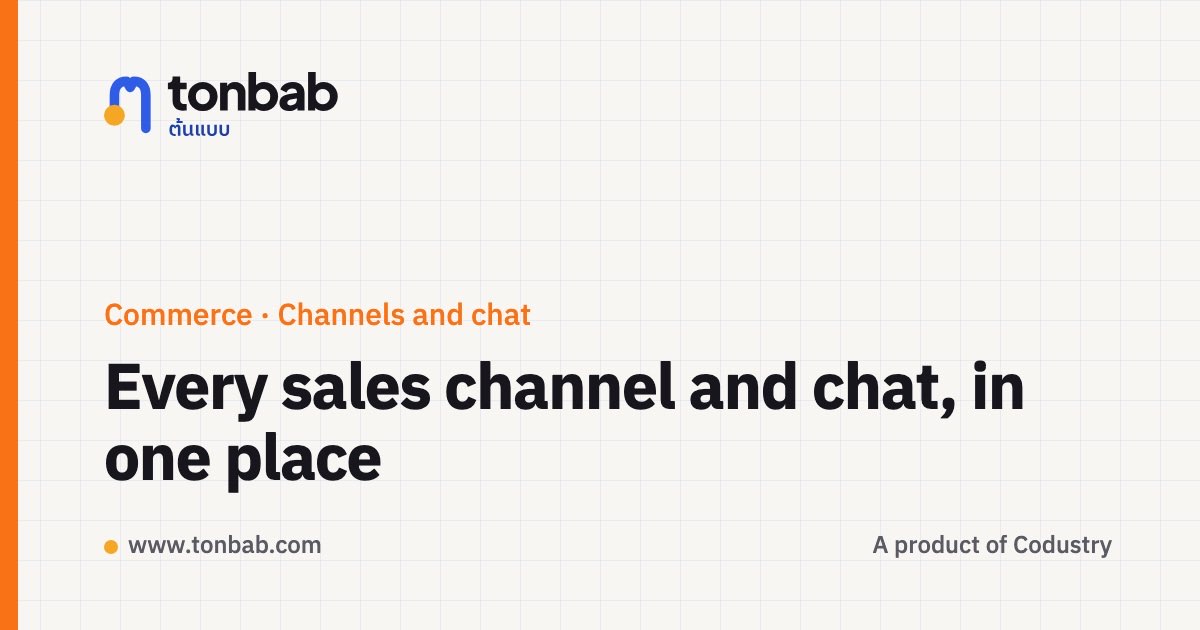 tonbab
ต้นแบบ
Commerce · Channels and chat
Every sales channel and chat, in
one place
www.tonbab.com
A product of Codustry